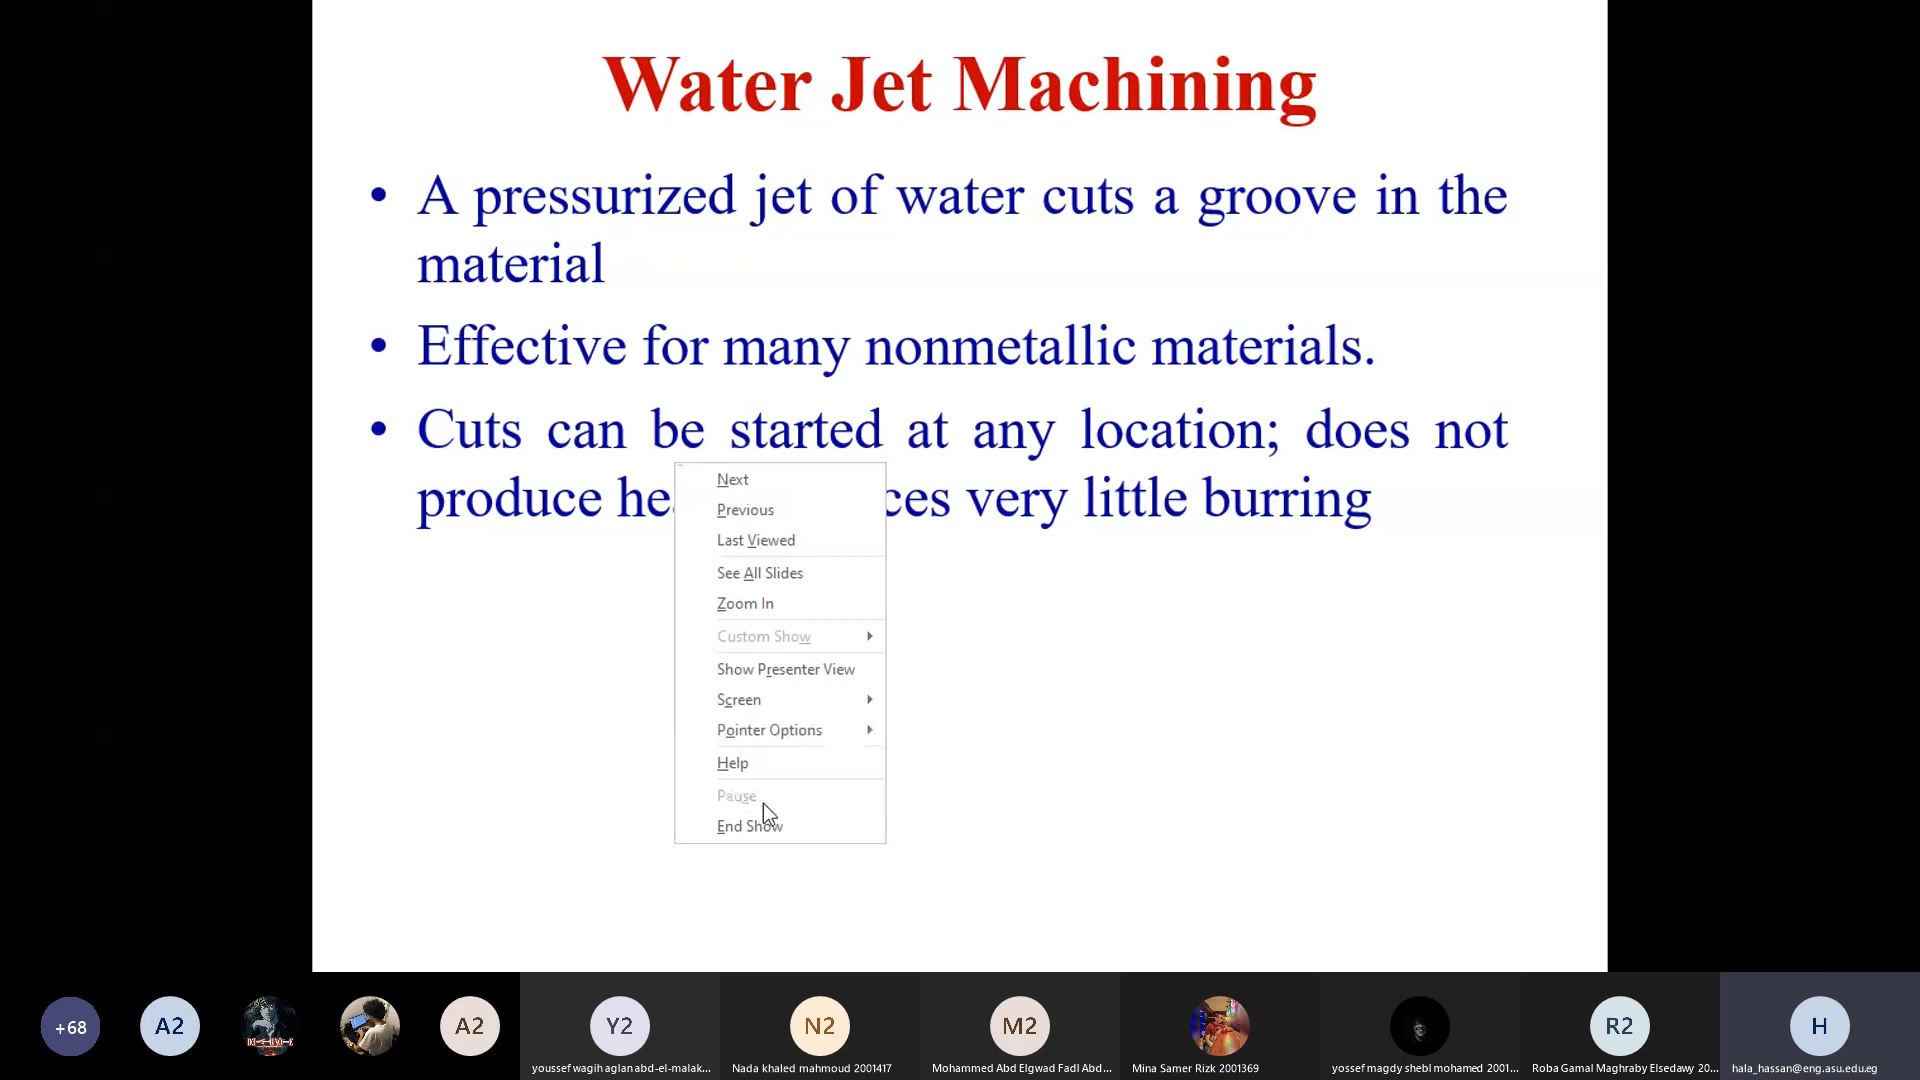 Water Jet Machining
• A pressurized jet of water cuts a groove in the
material
• Effective for many nonmetallic materials.
• Cuts can be started at any location; does not
produce hea ces very little burring
Next
Previous
Last Viewed
See All Slides
Zoom In
Custom Show
Show Presenter View
Screen
Pointer Options
Help
Pause
End Show
+68
A2
A2
Y2
N2
M2
R2
H
youssef wagih aglan abd-el-malak...
Nada khaled mahmoud 2001417
Mohammed Abd Elgwad Fadl Abd...
Mina Samer Rizk 2001369
yossef magdy shebl mohamed 2001...
Roba Gamal Maghraby Elsedawy 20...
hala_hassan@eng.asu.edu.eg